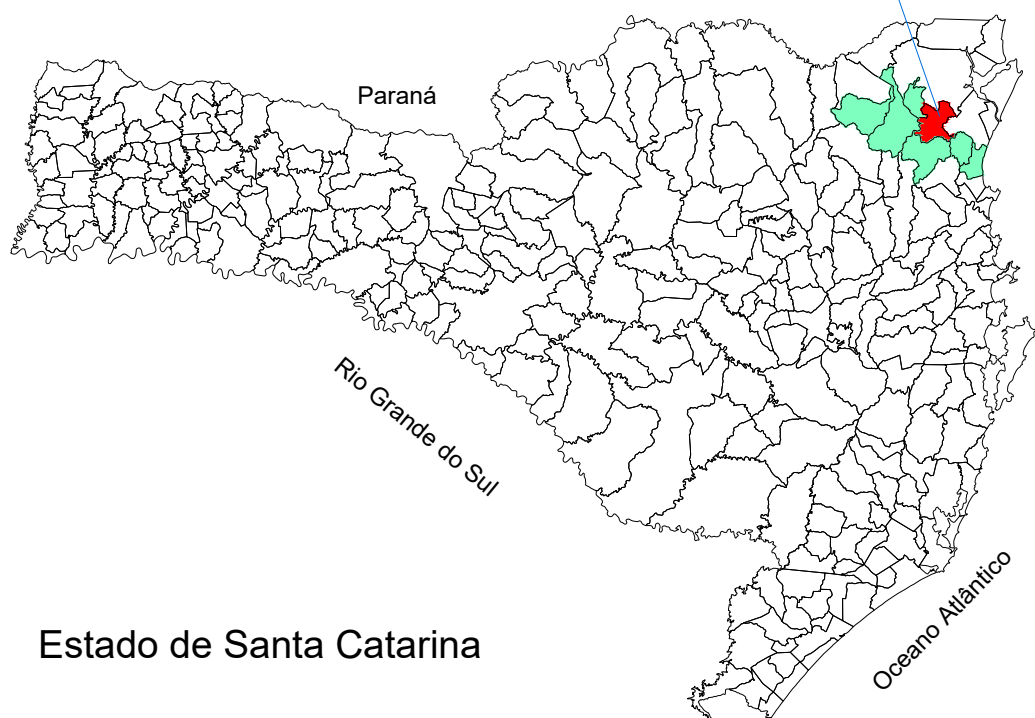 Paraná
Rio Grande do Sul
Estado de Santa Catarina
Oceano Atlântico